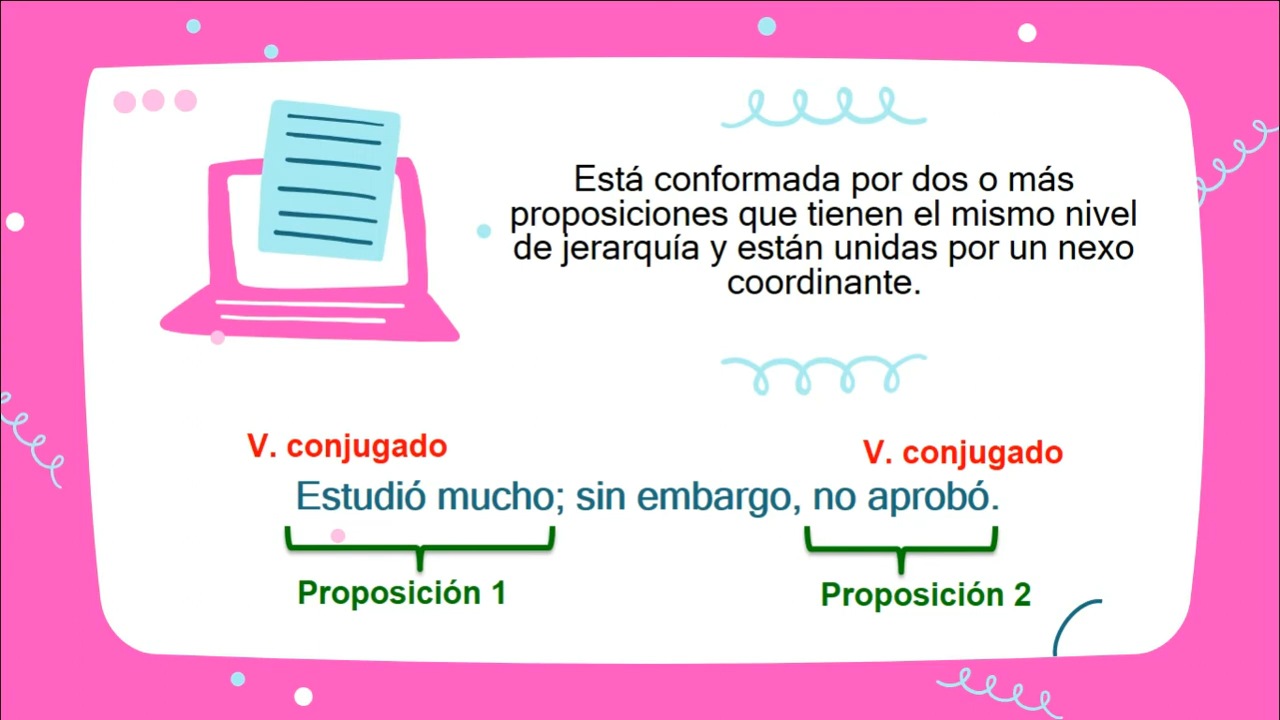 Está conformada por dos o más
proposiciones que tienen el mismo nivel
de jerarquía y están unidas por un nexo
coordinante.
V. conjugado
V. conjugado
Estudió mucho; sin embargo, no aprobó.
Proposición 1
Proposición 2